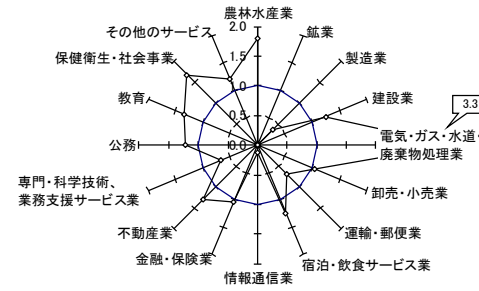 農林水産業
2.0
鉱業
その他のサービス
1.5
製造業
保健衛生・社会事業
1.0
建設業
教育
0.5
3.3
電気・ガス・水道・
廃棄物処理業
公務
0.0
専門・科学技術、
業務支援サービス業
卸売・小売業
不動産業
運輸・郵便業
金融・保険業
宿泊・飲食サービス業
情報通信業